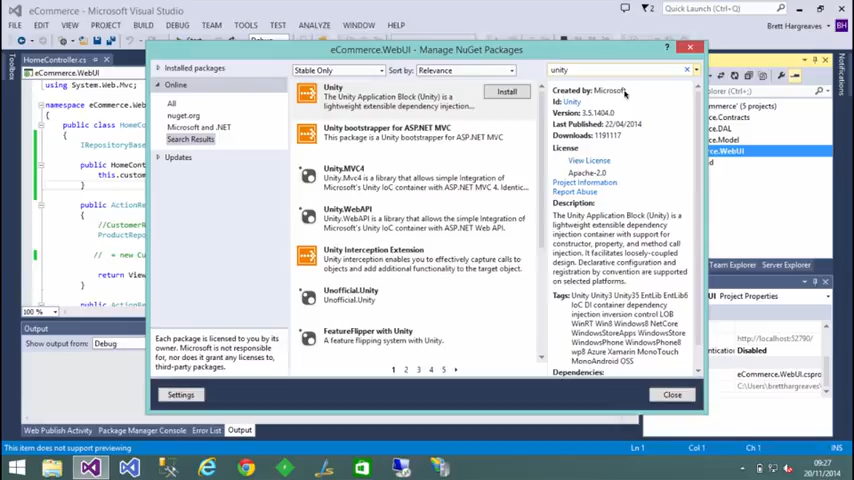 eCommerce - Microsoft Visual Studio
Quick Launch (Ctrl+Q)
FILE EDIT VIEW PROJECT BUILD DEBUG TEAM TOOLS TEST ANALYZE WINDOW
Brett Hargreaves
eCommerce.WebUI - Manage NuGet Packages
HomeController.cs
eCommerce.WebUI
using System.Web.Mvc;
namespace eCommerce.Web
public class HomeCo
IRepositoryBase
public HomeCont
this.custom
}
public ActionRe
//CustomerR
ProductRepo
// = new Cu
return View
public ActionRe
100 %
Output
Show output from: Debug
Installed packages
Online
All
nuget.org
Microsoft and .NET
Search Results
Updates
Each package is licensed to you by its
owner. Microsoft is not responsible
for, nor does it grant any licenses to,
third-party packages.
Settings
Stable Only
Sort by: Relevance
Unity
The Unity Application Block (Unity) is a
lightweight extensible dependency injection...
Install
Unity bootstrapper for ASP.NET MVC
This package is Unity bootstrapper for ASP.NET MVC
Unity.MVC4
Unity.Mvc4 is a library that allows simple Integration of
Microsoft's Unity IoC container with ASP.NET MVC 4. Identic...
Unity.WebAPI
Unity.WebAPI is a library that allows the simple Integration of
Microsoft's Unity IoC container with ASP.NET Web API.
Unity Interception Extension
Unity interception enables you to effectively capture calls to
objects and add additional functionality to the target object.
Unofficial.Unity
Unofficial.Unity
FeatureFlipper with Unity
A feature flipping system with Unity.
1 2 3 4 5
unity
Created by: Microsoft
Id: Unity
Version: 3.5.1404.0
Last Published: 22/04/2014
Downloads: 1191117
License
View License
Apache-2.0
Project Information
Report Abuse
Description:
The Unity Application Block (Unity) is a
lightweight extensible dependency
injection container with support for
constructor, property, and method call
injection. It facilitates loosely-coupled
design. Declarative configuration and
registration by convention are supported
on selected platforms.
Tags: Unity Unity3 Unity35 EntLib EntLib6
IoC DI container dependency
injection inversion control LOB
WinRT Win8 Windows8 NetCore
WindowsStoreApps WindowsStore
WindowsPhone WindowsPhone8
wp8 Azure Xamarin MonoTouch
MonoAndroid OSS
Dependencies:
Close
Notifications
Team Explorer Server Explorer
Project Properties
http://localhost:52790/
Disabled
eCommerce.WebUI.csproj
C:\Users\bretthargreaves\
Web Publish Activity Package Manager Console Error List Output
This item does not support previewing
Ln 1 Col 1 Ch 1 INS
09:27
20/11/2014